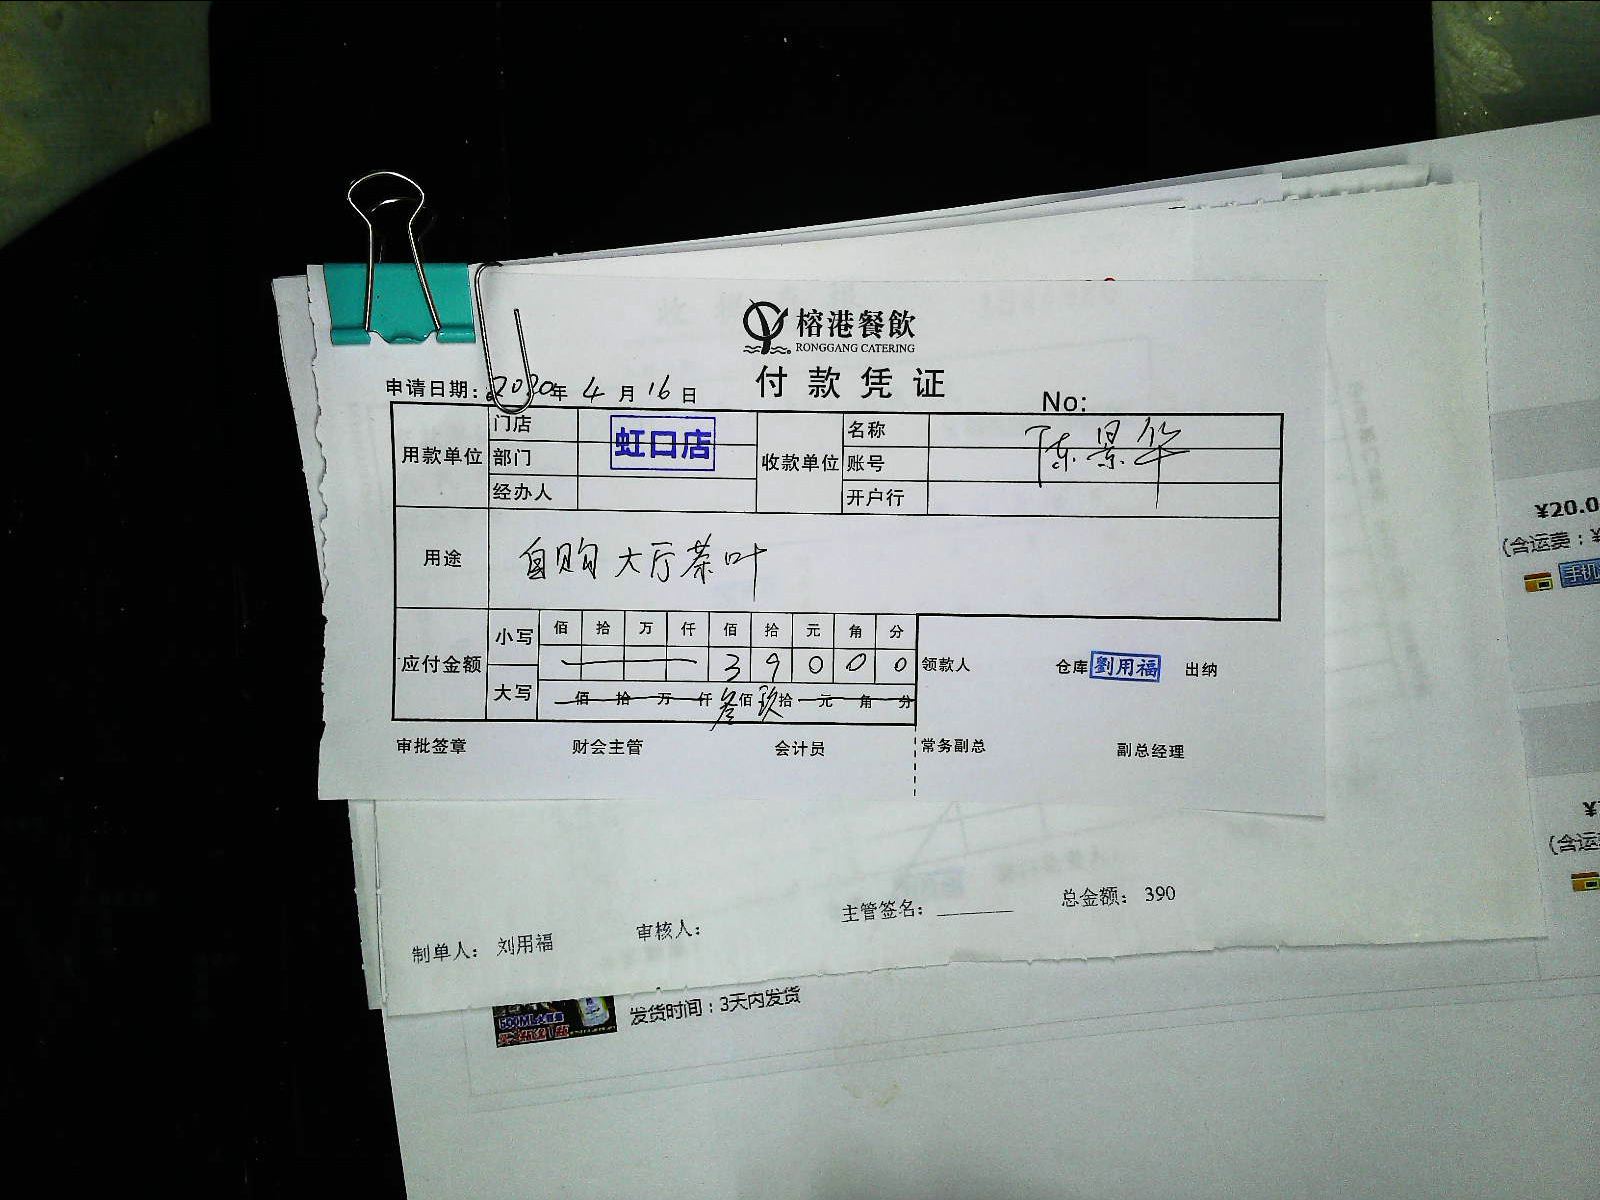 榕港餐飲
RONGGANG CATERING
付款凭证
申请日期: 2020年 4月16日
No:
用款单位 门店 虹口店 收款单位 名称 陈景华
部门 账号
经办人 开户行
用途 自购大厅茶叶
应付金额 小写 佰 拾 万 仟 佰 拾 元 角 分
3 9 0 0 0
大写 佰 拾 万 仟 叁佰 玖拾 元 角 分
领款人 仓库 劉用福 出纳
审批签章 财会主管 会计员 常务副总 副总经理
制单人: 刘用福 审核人: 主管签名: 总金额: 390
500ML
发货时间:3天内发货
¥20.0
(含运费:¥
手机
¥
(含运